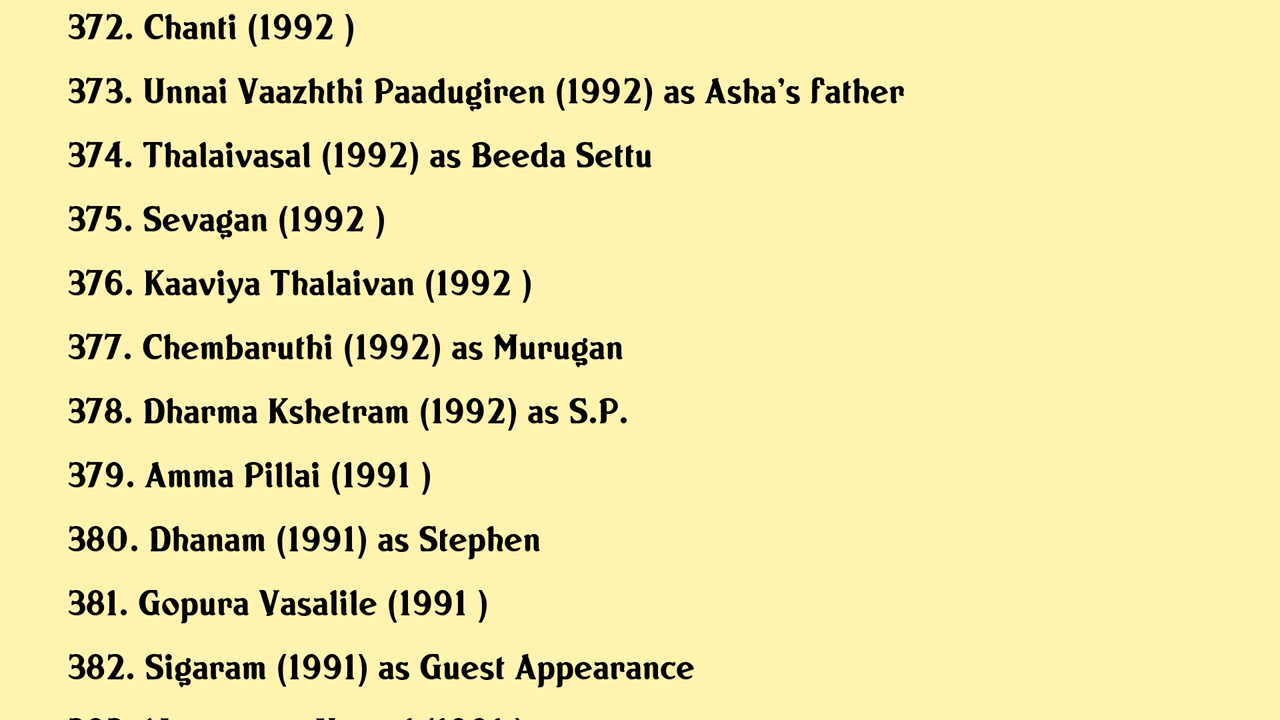 372. Chanti (1992 )
373. Unnai Vaazhthi Paadugiren (1992) as Asha's father
374. Thalaivasal (1992) as Beeda Settu
375. Sevagan (1992 )
376. Kaaviya Thalaivan (1992 )
377. Chembaruthi (1992) as Murugan
378. Dharma Kshetram (1992) as S.P.
379. Amma Pillai (1991 )
380. Dhanam (1991) as Stephen
381. Gopura Vasalile (1991 )
382. Sigaram (1991) as Guest Appearance